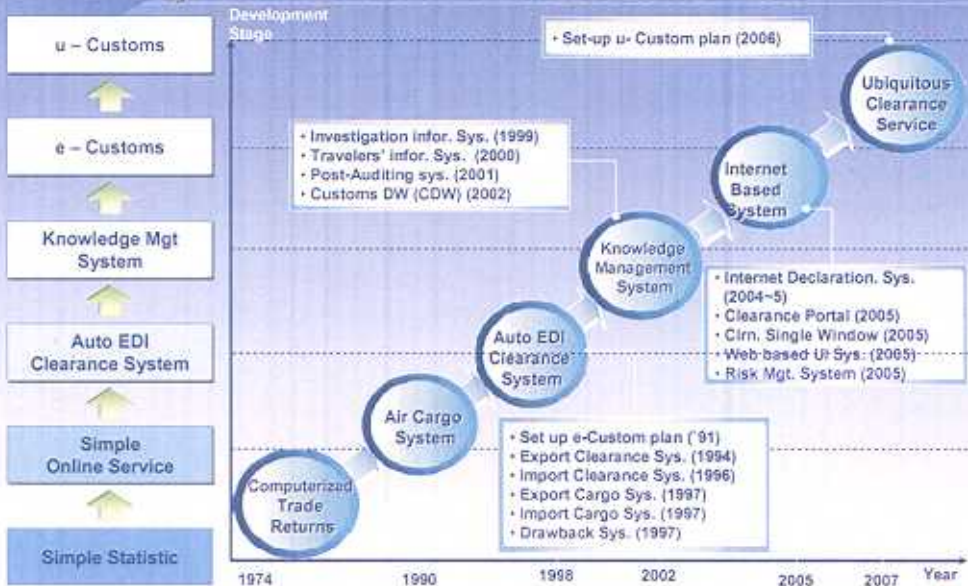 Development
Stage
u – Customs
e – Customs
Knowledge Mgt
System
Auto EDI
Clearance System
Simple
Online Service
Simple Statistic
• Set-up u- Custom plan (2006)
Ubiquitous
Clearance
Service
• Investigation infor. Sys. (1999)
• Travelers' infor. Sys. (2000)
• Post-Auditing sys. (2001)
• Customs DW (CDW) (2002)
Internet
Based
System
Knowledge
Management
System
• Internet Declaration. Sys.
(2004~5)
• Clearance Portal (2005)
• Clrn. Single Window (2005)
• Web based UI Sys. (2005)
• Risk Mgt. System (2005)
Auto EDI
Clearance
System
Air Cargo
System
• Set up e-Custom plan ('91)
• Export Clearance Sys. (1994)
• Import Clearance Sys. (1996)
• Export Cargo Sys. (1997)
• Import Cargo Sys. (1997)
• Drawback Sys. (1997)
Computerized
Trade
Returns
1974
1990
1998
2002
2005
2007
Year